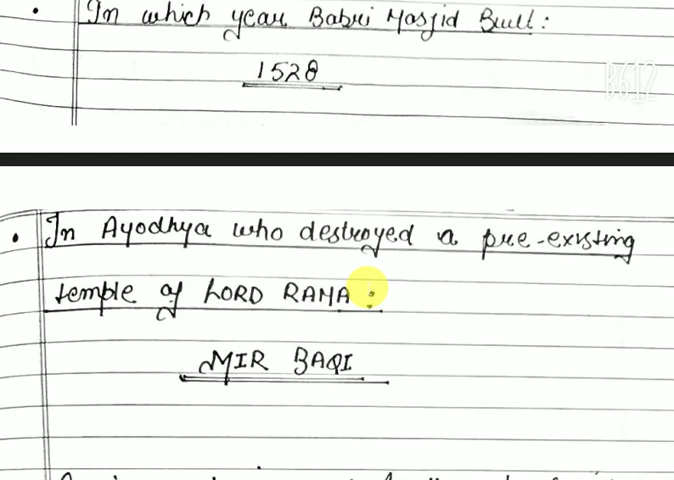 • In which year Babri Masjid Built:
1528
B612
• In Ayodhya who destroyed a pre-existing
temple of LORD RAMA:
MIR BAQI